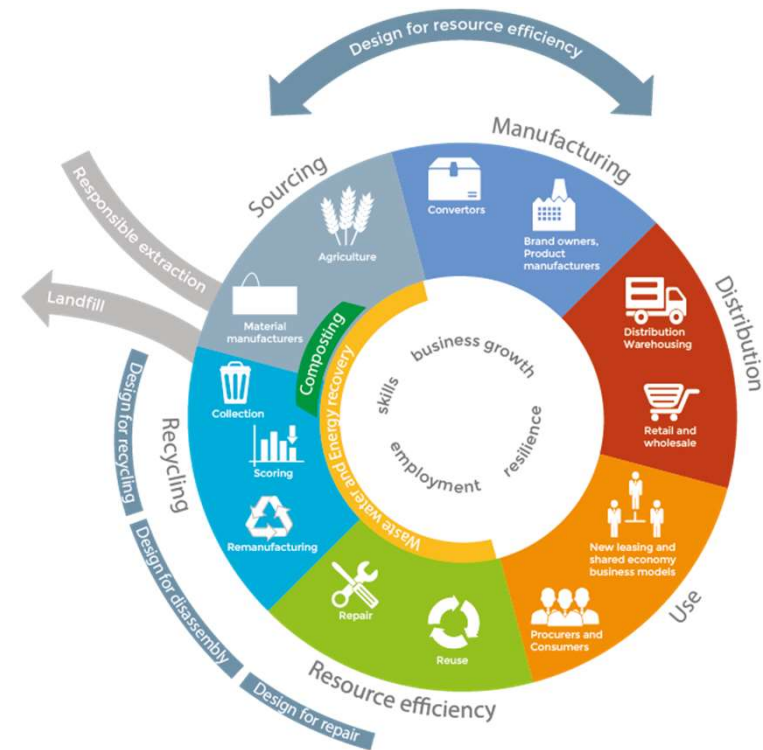 Design for resource efficiency
Manufacturing
Sourcing
Convertors
Brand owners,
Product
manufacturers
Agriculture
Responsible extraction
Landfill
Material
manufacturers
Distribution
Distribution
Warehousing
Retail and
wholesale
Composting
Waste water and Energy recovery
business growth
skills
resilience
employment
Collection
Scoring
Remanufacturing
Recycling
Design for recycling
Design for disassembly
Design for repair
New leasing and
shared economy
business models
Procurers and
Consumers
Use
Repair
Reuse
Resource efficiency